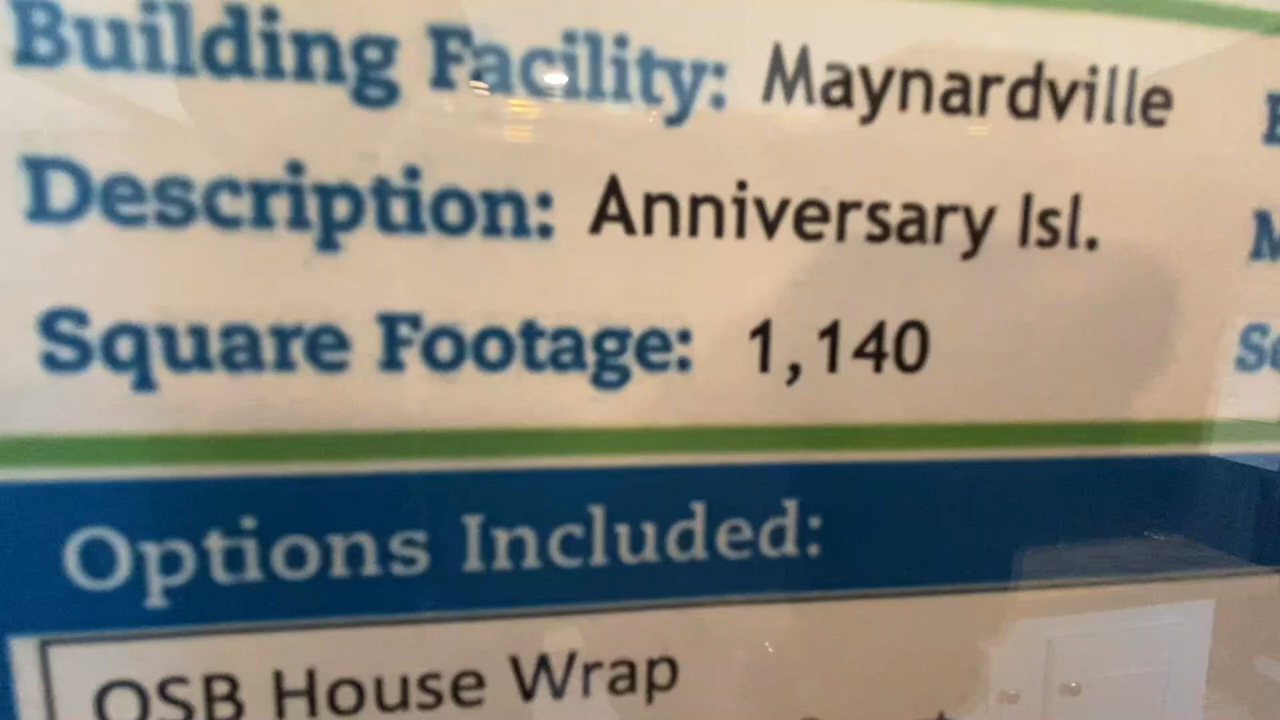 Building Facility: Maynardville
Description: Anniversary Isl.
Square Footage: 1,140
Options Included:
OSB House Wrap